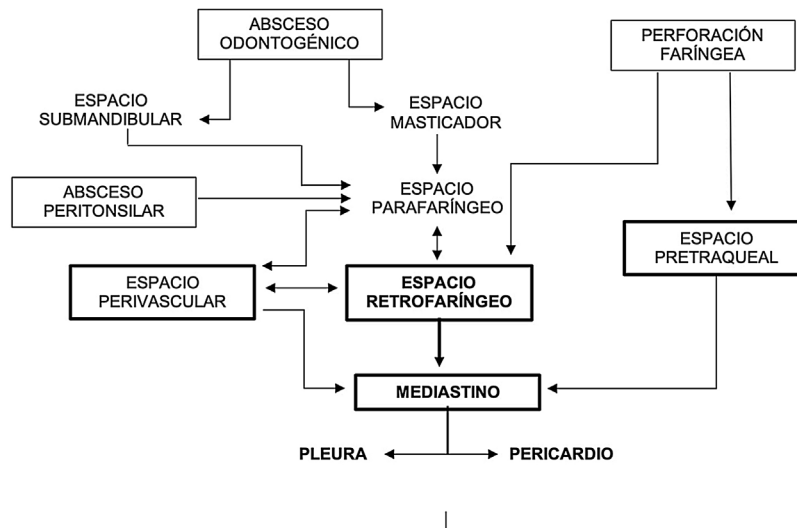 ABSCESO
ODONTOGÉNICO
PERFORACIÓN
FARÍNGEA
ESPACIO
SUBMANDIBULAR
ESPACIO
MASTICADOR
ABSCESO
PERITONSILAR
ESPACIO
PARAFARÍNGEO
ESPACIO
PRETRAQUEAL
ESPACIO
PERIVASCULAR
ESPACIO
RETROFARÍNGEO
MEDIASTINO
PLEURA
PERICARDIO